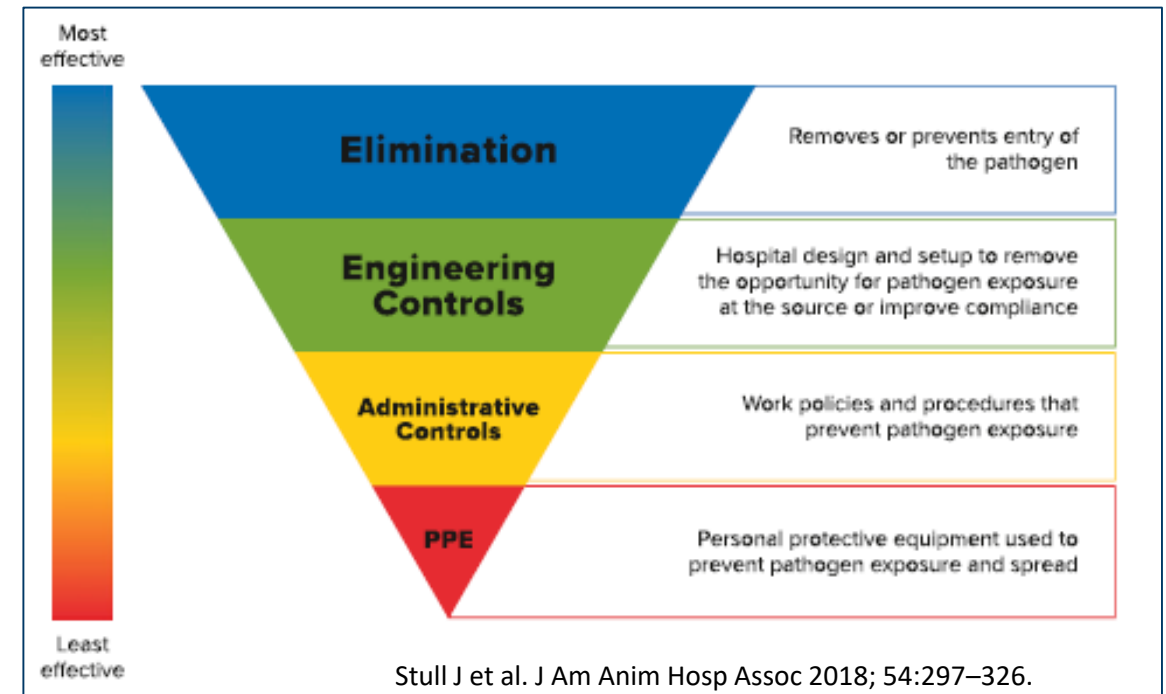 Most
effective
Elimination
Removes or prevents entry of
the pathogen
Engineering
Controls
Hospital design and setup to remove
the opportunity for pathogen exposure
at the source or improve compliance
Administrative
Controls
Work policies and procedures that
prevent pathogen exposure
PPE
Personal protective equipment used to
prevent pathogen exposure and spread
Least
effective
Stull J et al. J Am Anim Hosp Assoc 2018; 54:297–326.